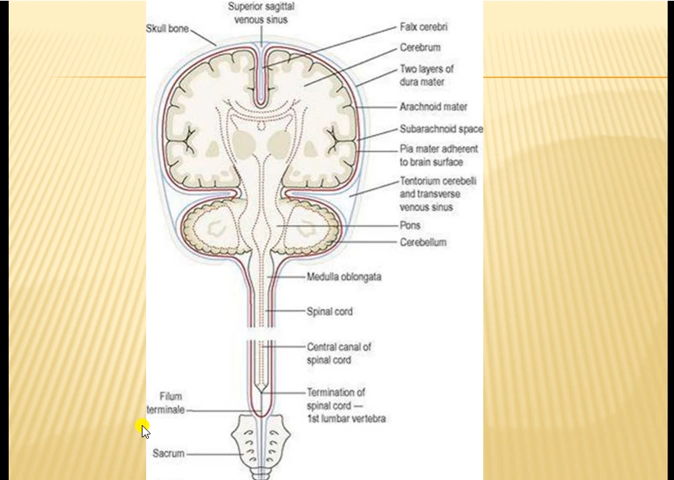 Superior sagittal
venous sinus
Skull bone
Falx cerebri
Cerebrum
Two layers of
dura mater
Arachnoid mater
Subarachnoid space
Pia mater adherent
to brain surface
Tentorium cerebelli
and transverse
venous sinus
Pons
Cerebellum
Medulla oblongata
Spinal cord
Central canal of
spinal cord
Termination of
spinal cord —
1st lumbar vertebra
Filum
terminale
Sacrum